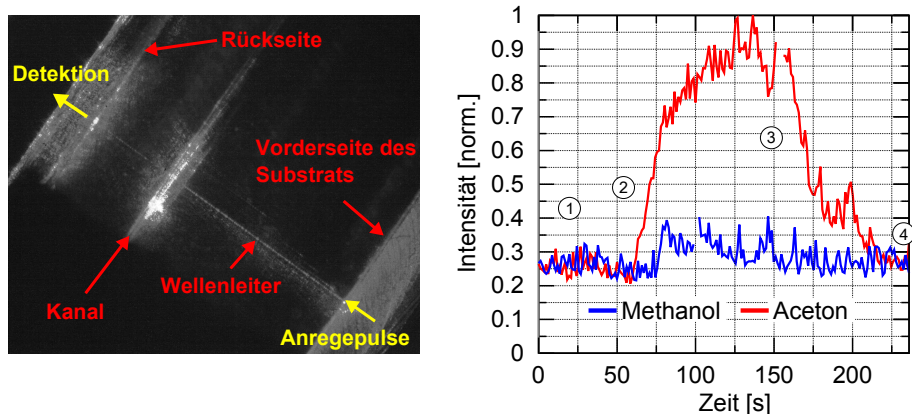 Rückseite
Detektion
Vorderseite des
Substrats
Wellenleiter
Kanal
Anregepulse
Intensität [norm.]
1
0.9
0.8
0.7
0.6
0.5
0.4
0.3
0.2
0.1
0
1
2
3
4
Methanol
Aceton
0
50
100
150
200
Zeit [s]